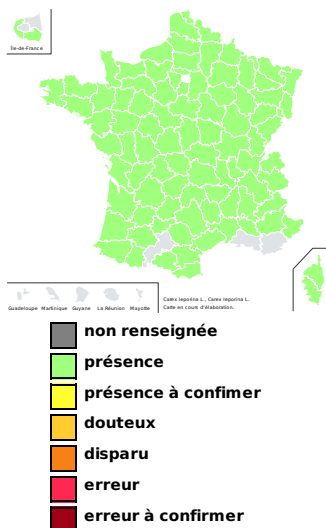 Île-de-France
Guadeloupe Martinique Guyane La Réunion Mayotte
Carex leporina L., Carex leporina L.
Carte en cours d'élaboration.
non renseignée
présence
présence à confimer
douteux
disparu
erreur
erreur à confirmer